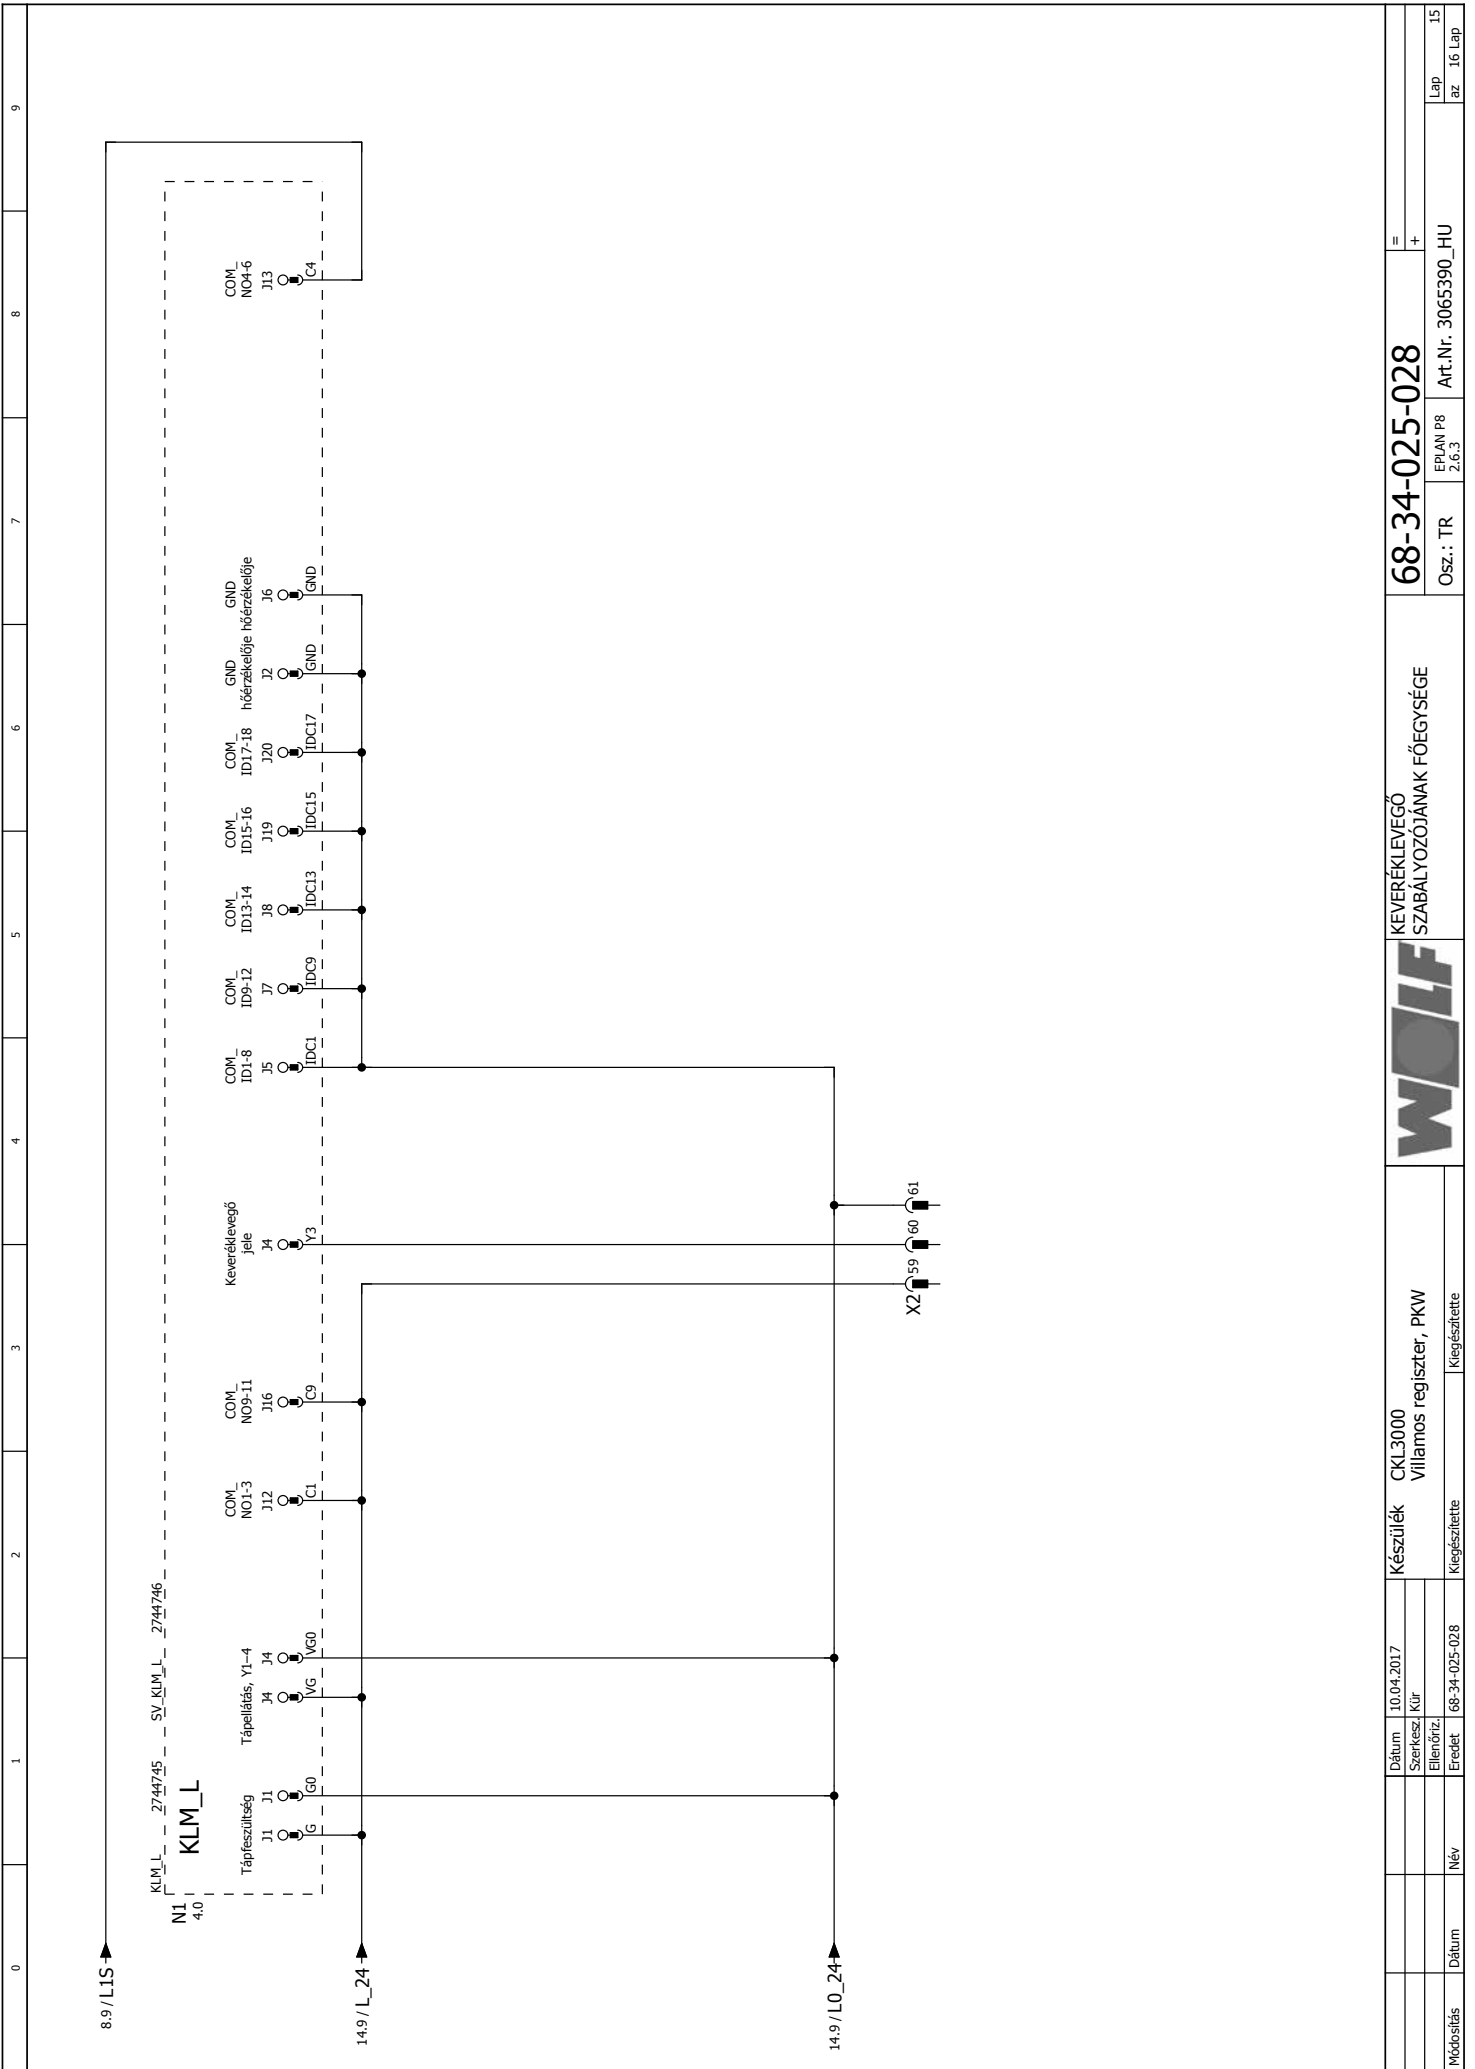 0 1 2 3 4 5 6 7 8 9
8.9 / L1S
KLM_L 2744745 SV_KLM_L 2744746
N1
4.0
KLM_L
Tápfeszültség
J1 J1
G G0
Tápellátás, Y1–4
J4 J4
VG VG0
COM_
NO1-3
J12
C1
COM_
NO9-11
J16
C9
Keveréklevegő
jele
J4
Y3
COM_
ID1-8
J5
IDC1
COM_
ID9-12
J7
IDC9
COM_
ID13-14
J8
IDC13
COM_
ID15-16
J19
IDC15
COM_
ID17-18
J20
IDC17
GND
hőérzékelője
J2
GND
GND
hőérzékelője
J6
GND
COM_
NO4-6
J13
C4
14.9 / L_24
14.9 / L0_24
X2 59 60 61
Módosítás Dátum Név
Dátum 10.04.2017
Szerkesz. Kür
Ellenőriz.
Eredet 68-34-025-028
Készülék CKL3000
Villamos regiszter, PKW
Kiegészítette Kiegészítette
WOLF
KEVERÉKLEVEGŐ
SZABÁLYOZÓJÁNAK FŐEGYSÉGE
68-34-025-028
Osz.: TR
EPLAN P8
2.6.3
Art.Nr. 3065390_HU
=
+
Lap 15
az 16 Lap